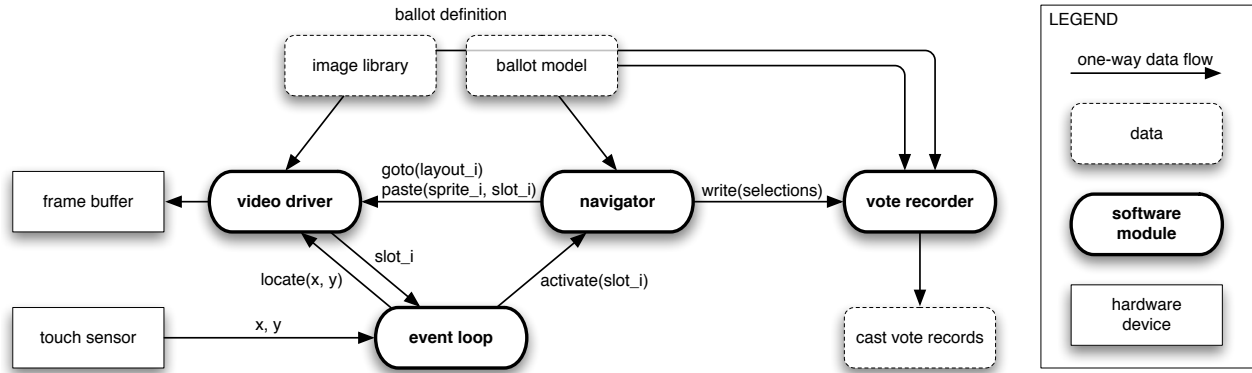 ballot definition
image library
ballot model
goto(layout_i)
paste(sprite_i, slot_i)
write(selections)
frame buffer
video driver
navigator
vote recorder
slot_i
locate(x, y)
activate(slot_i)
x, y
touch sensor
event loop
cast vote records
LEGEND
one-way data flow
data
software
module
hardware
device